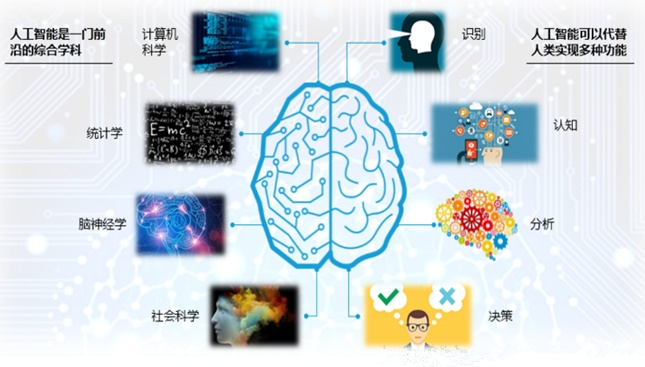 人工智能是一门前
沿的综合学科
计算机
科学
识别
人工智能可以代替
人类实现多种功能
统计学
E=mc²
认知
脑神经学
分析
社会科学
决策